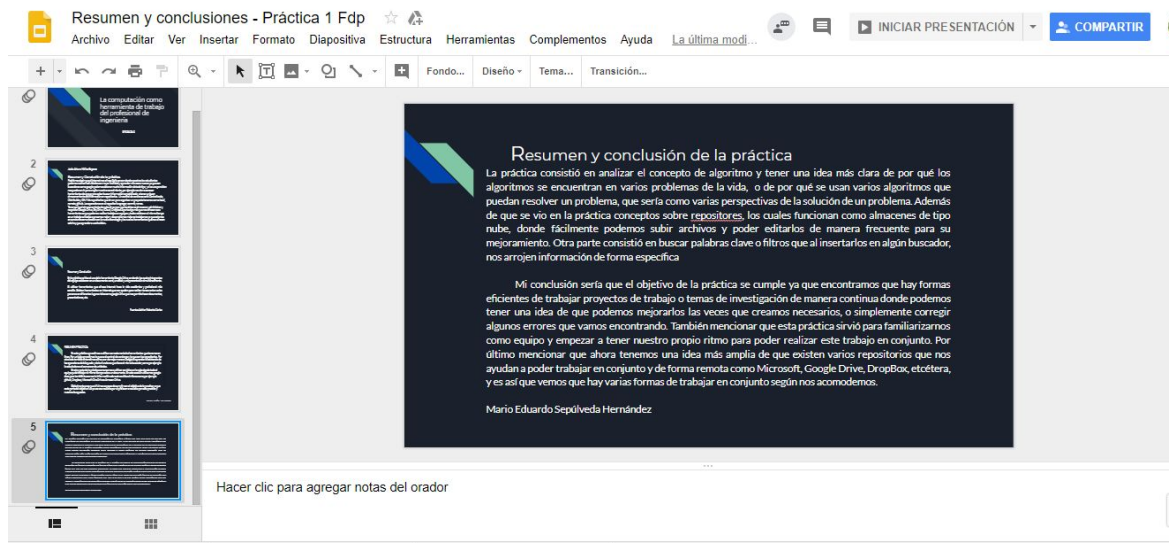 Resumen y conclusiones - Práctica 1 Fdp
Archivo Editar Ver Insertar Formato Diapositiva Estructura Herramientas Complementos Ayuda La última modi...
INICIAR PRESENTACIÓN
COMPARTIR
Fondo... Diseño Tema... Transición...
La computación como
herramienta de trabajo
del profesional de
ingeniería
2
3
4
5
Resumen y conclusión de la práctica
La práctica consistió en analizar el concepto de algoritmo y tener una idea más clara de por qué los
algoritmos se encuentran en varios problemas de la vida, o de por qué se usan varios algoritmos que
puedan resolver un problema, que sería como varias perspectivas de la solución de un problema. Además
de que se vio en la práctica conceptos sobre repositores, los cuales funcionan como almacenes de tipo
nube, donde fácilmente podemos subir archivos y poder editarlos de manera frecuente para su
mejoramiento. Otra parte consistió en buscar palabras clave o filtros que al insertarlos en algún buscador,
nos arrojen información de forma específica
Mi conclusión sería que el objetivo de la práctica se cumple ya que encontramos que hay formas
eficientes de trabajar proyectos de trabajo o temas de investigación de manera continua donde podemos
tener una idea de que podemos mejorarlos las veces que creamos necesarios, o simplemente corregir
algunos errores que vamos encontrando. También mencionar que esta práctica sirvió para familiarizarnos
como equipo y empezar a tener nuestro propio ritmo para poder realizar este trabajo en conjunto. Por
último mencionar que ahora tenemos una idea más amplia de que existen varios repositorios que nos
ayudan a poder trabajar en conjunto y de forma remota como Microsoft, Google Drive, DropBox, etcétera,
y es así que vemos que hay varias formas de trabajar en conjunto según nos acomodemos.
Mario Eduardo Sepúlveda Hernández
Hacer clic para agregar notas del orador